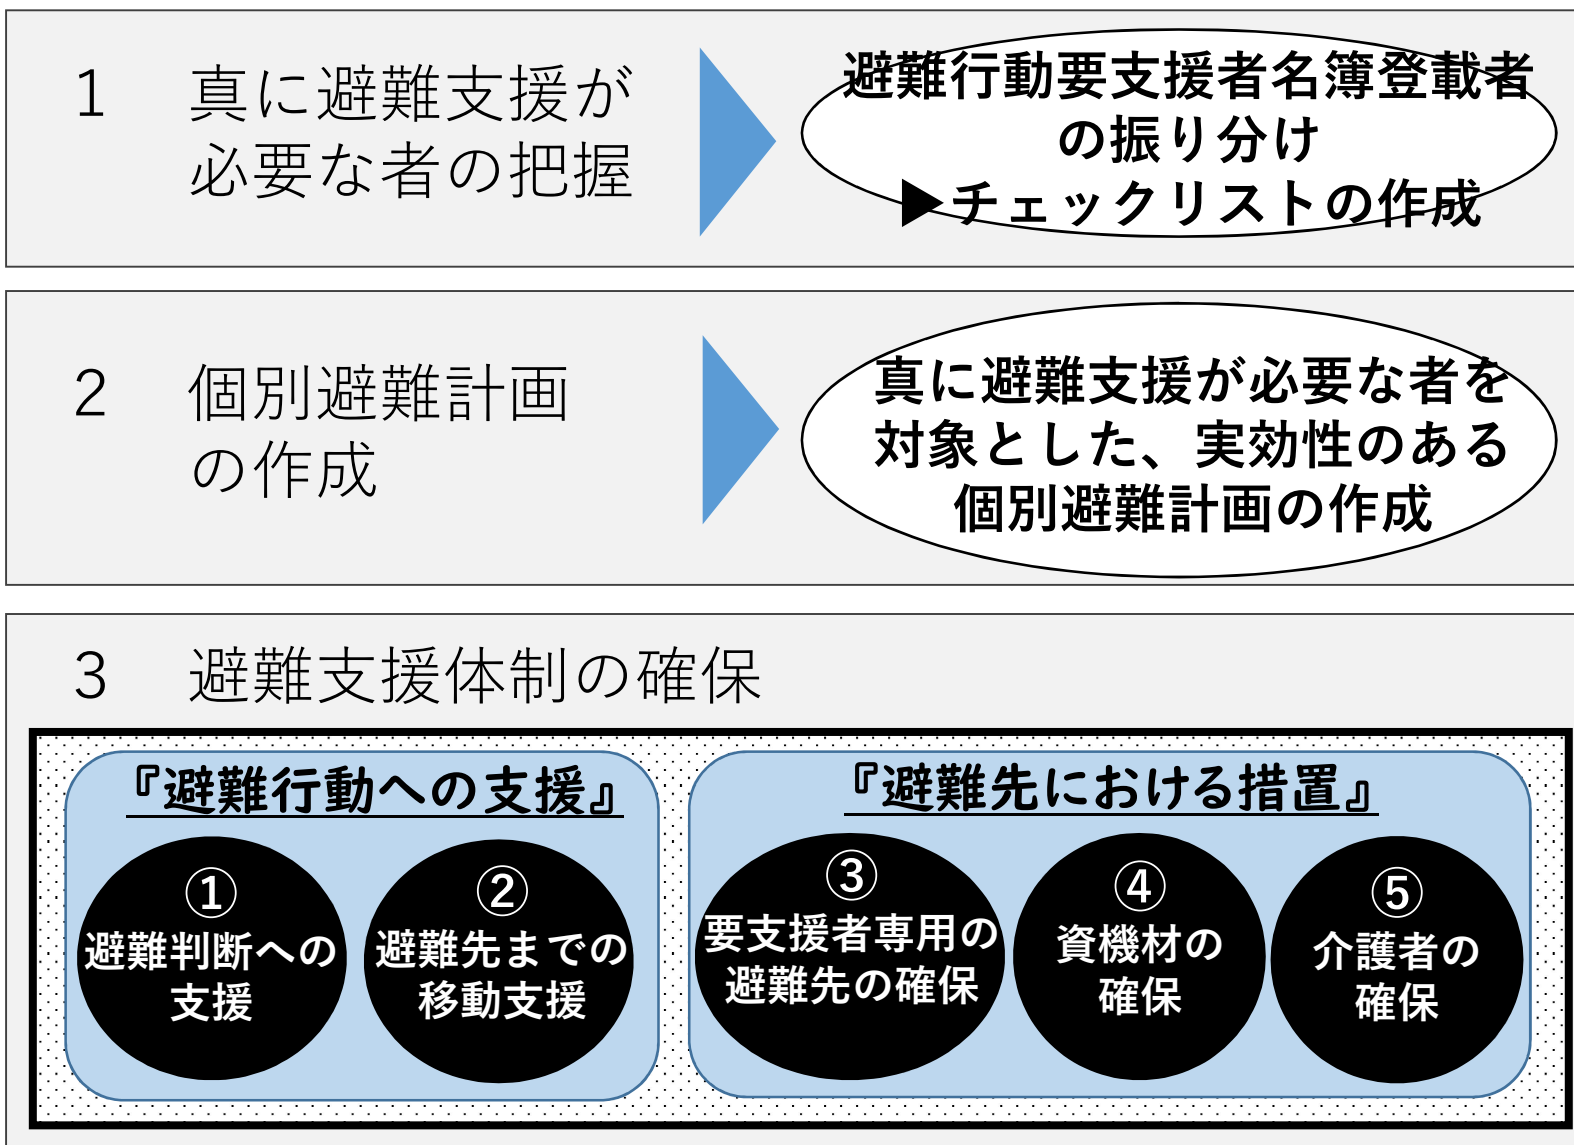 1 真に避難支援が
必要な者の把握
避難行動要支援者名簿登載者
の振り分け
▶チェックリストの作成
2 個別避難計画
の作成
真に避難支援が必要な者を
対象とした、実効性のある
個別避難計画の作成
3 避難支援体制の確保
『避難行動への支援』
①
避難判断への
支援
②
避難先までの
移動支援
『避難先における措置』
③
要支援者専用の
避難先の確保
④
資機材の
確保
⑤
介護者の
確保